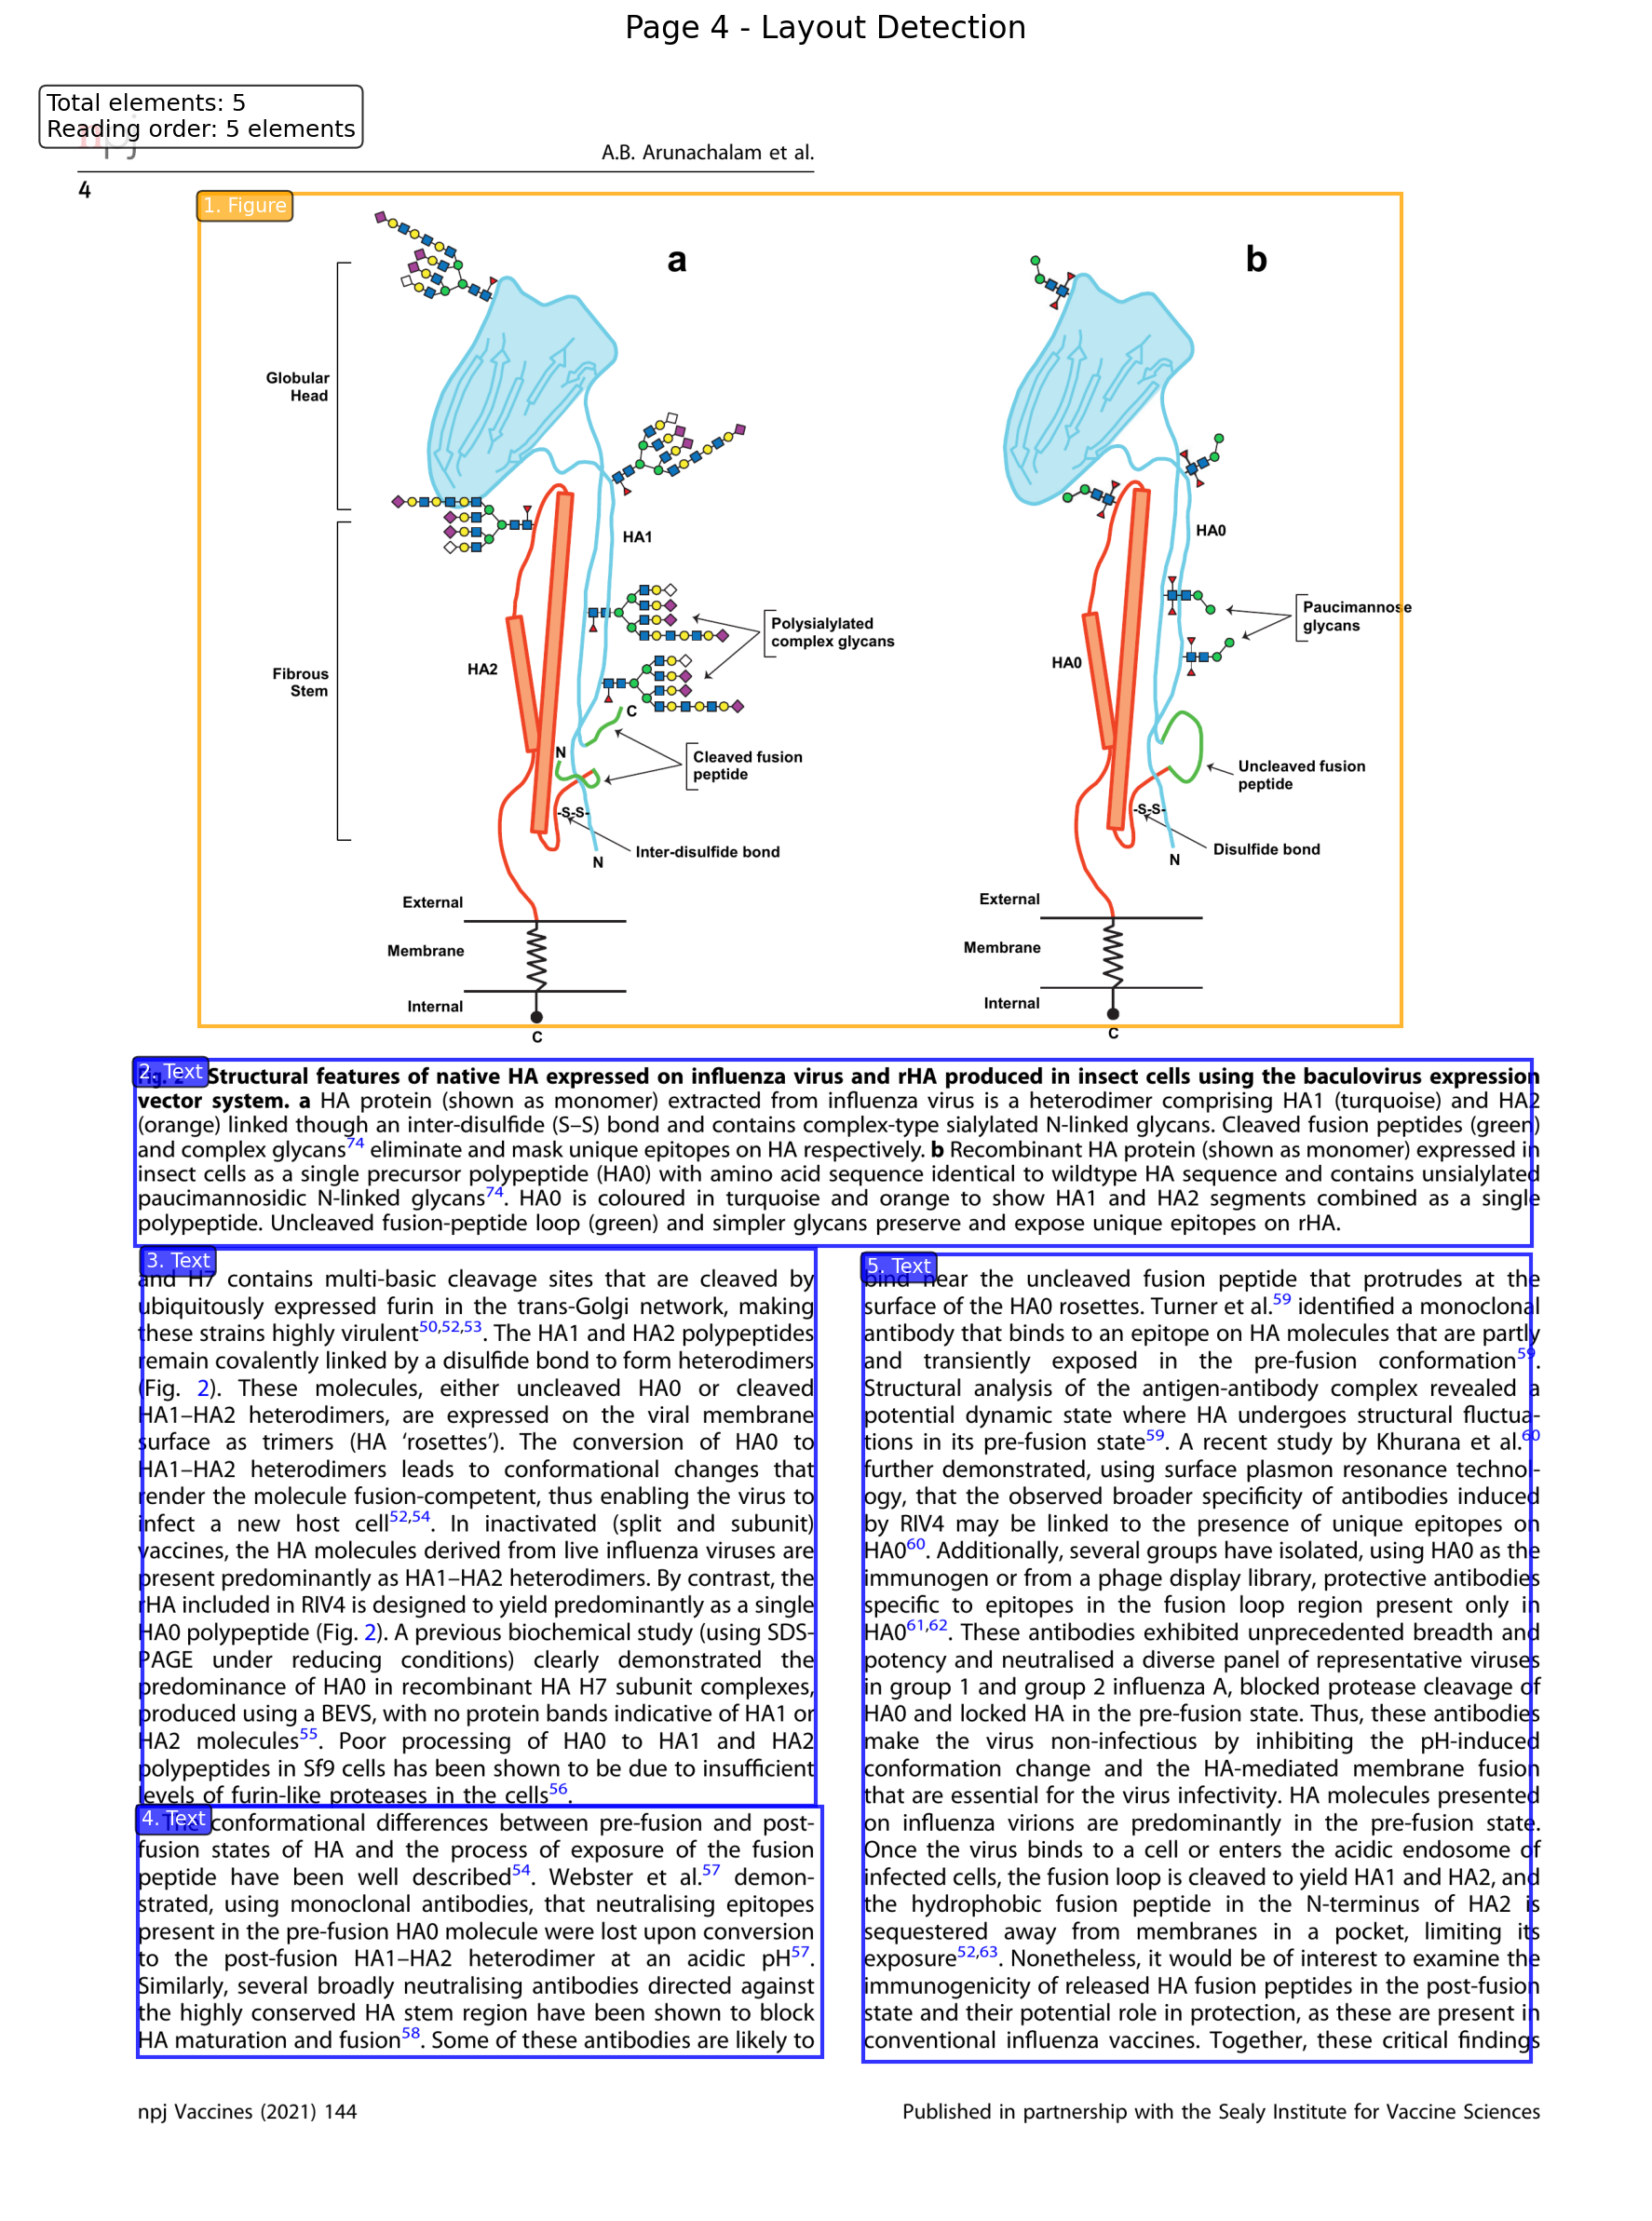 Page 4 - Layout Detection
Total elements: 5
Reading order: 5 elements
npj
A.B. Arunachalam et al.
4
1. Figure
a
b
Globular
Head
HA1
HA0
Polysialylated
complex glycans
Paucimannose
glycans
HA2
HA0
Fibrous
Stem
C
N
Cleaved fusion
peptide
Uncleaved fusion
peptide
-S-S-
-S-S-
Inter-disulfide bond
Disulfide bond
N
N
External
External
Membrane
Membrane
Internal
Internal
C
C
2. Text
Fig. 2 Structural features of native HA expressed on influenza virus and rHA produced in insect cells using the baculovirus expression
vector system. a HA protein (shown as monomer) extracted from influenza virus is a heterodimer comprising HA1 (turquoise) and HA2
(orange) linked though an inter-disulfide (S–S) bond and contains complex-type sialylated N-linked glycans. Cleaved fusion peptides (green)
and complex glycans74 eliminate and mask unique epitopes on HA respectively. b Recombinant HA protein (shown as monomer) expressed in
insect cells as a single precursor polypeptide (HA0) with amino acid sequence identical to wildtype HA sequence and contains unsialylated
paucimannosidic N-linked glycans74. HA0 is coloured in turquoise and orange to show HA1 and HA2 segments combined as a single
polypeptide. Uncleaved fusion-peptide loop (green) and simpler glycans preserve and expose unique epitopes on rHA.
3. Text
and H7 contains multi-basic cleavage sites that are cleaved by
ubiquitously expressed furin in the trans-Golgi network, making
these strains highly virulent50,52,53. The HA1 and HA2 polypeptides
remain covalently linked by a disulfide bond to form heterodimers
(Fig. 2). These molecules, either uncleaved HA0 or cleaved
HA1–HA2 heterodimers, are expressed on the viral membrane
surface as trimers (HA ‘rosettes’). The conversion of HA0 to
HA1–HA2 heterodimers leads to conformational changes that
render the molecule fusion-competent, thus enabling the virus to
infect a new host cell52,54. In inactivated (split and subunit)
vaccines, the HA molecules derived from live influenza viruses are
present predominantly as HA1–HA2 heterodimers. By contrast, the
rHA included in RIV4 is designed to yield predominantly as a single
HA0 polypeptide (Fig. 2). A previous biochemical study (using SDS-
PAGE under reducing conditions) clearly demonstrated the
predominance of HA0 in recombinant HA H7 subunit complexes,
produced using a BEVS, with no protein bands indicative of HA1 or
HA2 molecules55. Poor processing of HA0 to HA1 and HA2
polypeptides in Sf9 cells has been shown to be due to insufficient
levels of furin-like proteases in the cells56.
4. Text
The conformational differences between pre-fusion and post-
fusion states of HA and the process of exposure of the fusion
peptide have been well described54. Webster et al.57 demon-
strated, using monoclonal antibodies, that neutralising epitopes
present in the pre-fusion HA0 molecule were lost upon conversion
to the post-fusion HA1–HA2 heterodimer at an acidic pH57.
Similarly, several broadly neutralising antibodies directed against
the highly conserved HA stem region have been shown to block
HA maturation and fusion58. Some of these antibodies are likely to
5. Text
bind near the uncleaved fusion peptide that protrudes at the
surface of the HA0 rosettes. Turner et al.59 identified a monoclonal
antibody that binds to an epitope on HA molecules that are partly
and transiently exposed in the pre-fusion conformation59.
Structural analysis of the antigen-antibody complex revealed a
potential dynamic state where HA undergoes structural fluctua-
tions in its pre-fusion state59. A recent study by Khurana et al.60
further demonstrated, using surface plasmon resonance technol-
ogy, that the observed broader specificity of antibodies induced
by RIV4 may be linked to the presence of unique epitopes on
HA060. Additionally, several groups have isolated, using HA0 as the
immunogen or from a phage display library, protective antibodies
specific to epitopes in the fusion loop region present only in
HA061,62. These antibodies exhibited unprecedented breadth and
potency and neutralised a diverse panel of representative viruses
in group 1 and group 2 influenza A, blocked protease cleavage of
HA0 and locked HA in the pre-fusion state. Thus, these antibodies
make the virus non-infectious by inhibiting the pH-induced
conformation change and the HA-mediated membrane fusion
that are essential for the virus infectivity. HA molecules presented
on influenza virions are predominantly in the pre-fusion state.
Once the virus binds to a cell or enters the acidic endosome of
infected cells, the fusion loop is cleaved to yield HA1 and HA2, and
the hydrophobic fusion peptide in the N-terminus of HA2 is
sequestered away from membranes in a pocket, limiting its
exposure52,63. Nonetheless, it would be of interest to examine the
immunogenicity of released HA fusion peptides in the post-fusion
state and their potential role in protection, as these are present in
conventional influenza vaccines. Together, these critical findings
npj Vaccines (2021) 144
Published in partnership with the Sealy Institute for Vaccine Sciences